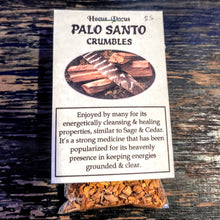 Hocus Pocus
PALO SANTO
CRUMBLES
Enjoyed by many for its
energetically cleansing & healing
properties, similar to Sage & Cedar.
It's a strong medicine that has been
popularized for its heavenly
presence in keeping energies
grounded & clear.